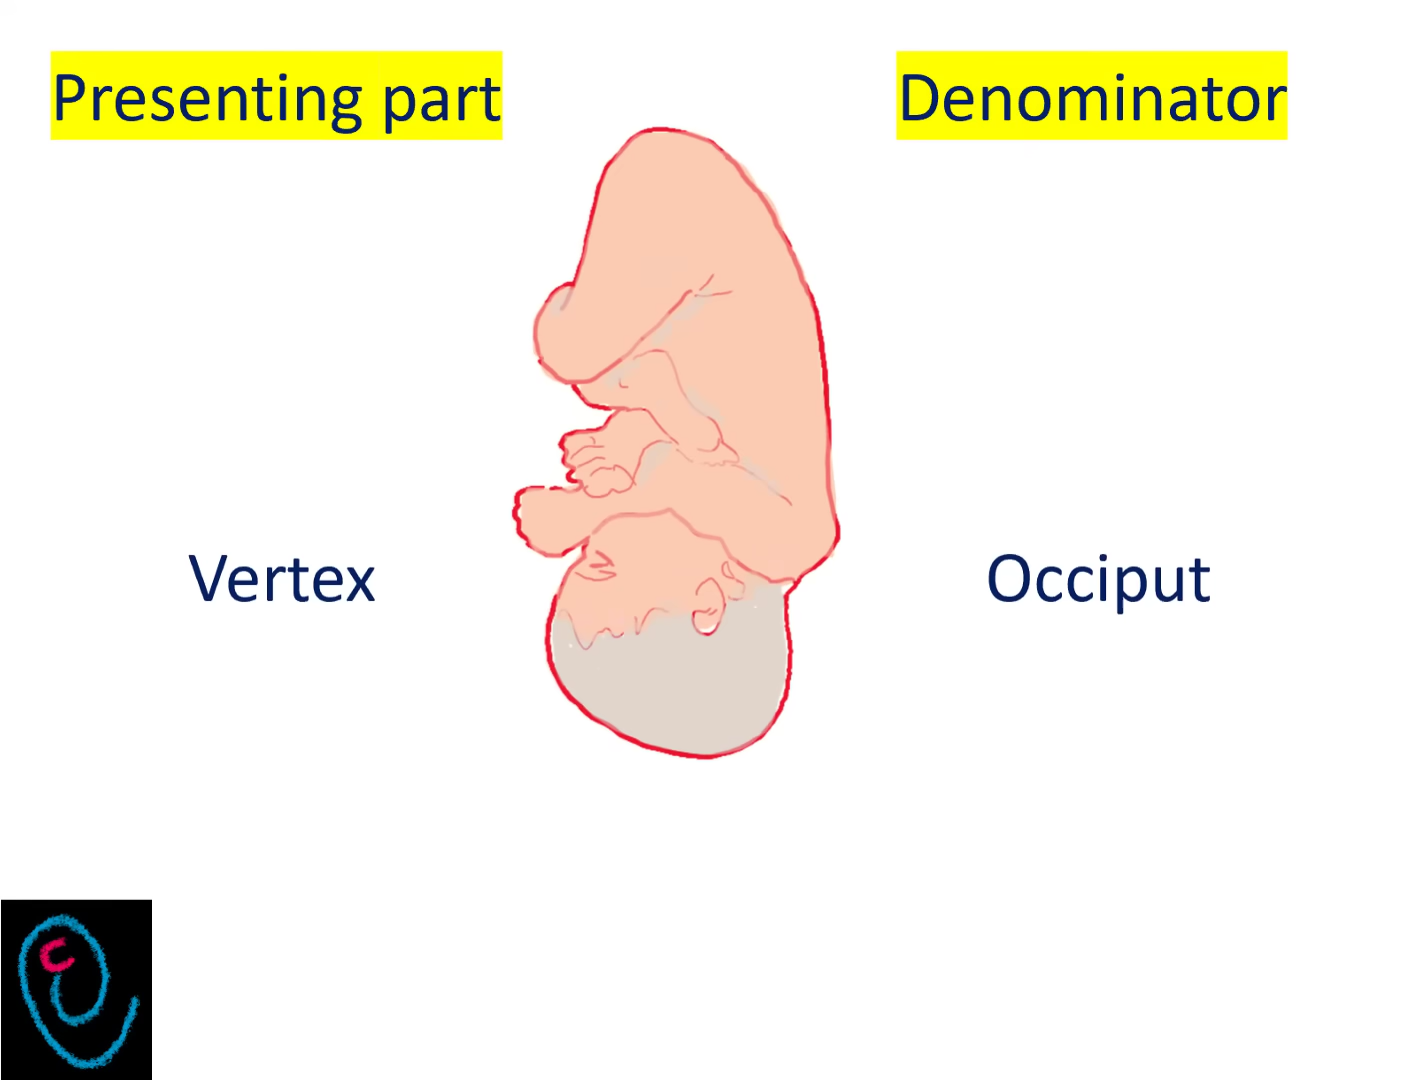 Presenting part
Denominator
Vertex
Occiput